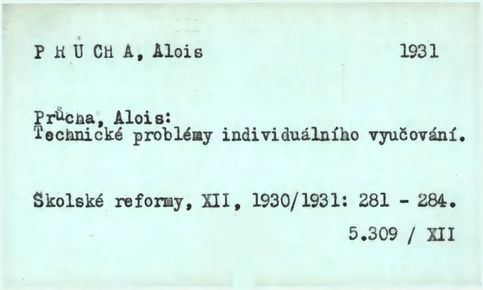 P R Ů CH A, Alois 1931
Průcha, Alois:
Technické problémy individuálního vyučování.
Školské reformy, XII, 1930/1931: 281 - 284.
5.309 / XII